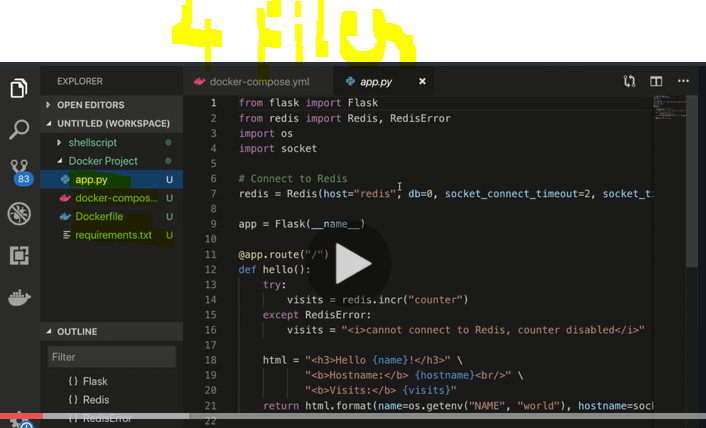 4 files
EXPLORER
docker-compose.yml
app.py
OPEN EDITORS
UNTITLED (WORKSPACE)
shellscript
Docker Project
app.py U
docker-compos... U
Dockerfile U
requirements.txt U
83
OUTLINE
Filter
{} Flask
{} Redis
{} RedisError
1 from flask import Flask
2 from redis import Redis, RedisError
3 import os
4 import socket
5
6 # Connect to Redis
7 redis = Redis(host="redis", db=0, socket_connect_timeout=2, socket_ti
8
9 app = Flask(__name__)
10
11 @app.route("/")
12 def hello():
13 try:
14 visits = redis.incr("counter")
15 except RedisError:
16 visits = "<i>cannot connect to Redis, counter disabled</i>"
17
18 html = "<h3>Hello {name}!</h3>" \
19 "<b>Hostname:</b> {hostname}<br/>" \
20 "<b>Visits:</b> {visits}"
21 return html.format(name=os.getenv("NAME", "world"), hostname=sock
22